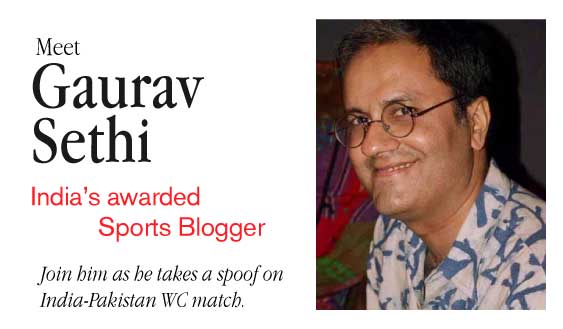 Meet
Gaurav
Sethi
India's awarded
Sports Blogger
Join him as he takes a spoof on
India-Pakistan WC match.